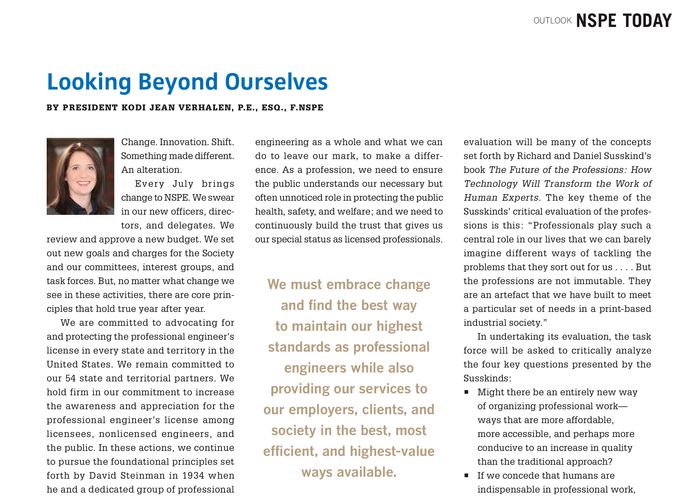 OUTLOOK NSPE TODAY
Looking Beyond Ourselves
BY PRESIDENT KODI JEAN VERHALEN, P.E., ESQ., F.NSPE
Change. Innovation. Shift.
Something made different.
An alteration.
Every July brings
change to NSPE. We swear
in our new officers, direc-
tors, and delegates. We
review and approve a new budget. We set
out new goals and charges for the Society
and our committees, interest groups, and
task forces. But, no matter what change we
see in these activities, there are core prin-
ciples that hold true year after year.
We are committed to advocating for
and protecting the professional engineer's
license in every state and territory in the
United States. We remain committed to
our 54 state and territorial partners. We
hold firm in our commitment to increase
the awareness and appreciation for the
professional engineer's license among
licensees, nonlicensed engineers, and
the public. In these actions, we continue
to pursue the foundational principles set
forth by David Steinman in 1934 when
he and a dedicated group of professional
engineering as a whole and what we can
do to leave our mark, to make a differ-
ence. As a profession, we need to ensure
the public understands our necessary but
often unnoticed role in protecting the public
health, safety, and welfare; and we need to
continuously build the trust that gives us
our special status as licensed professionals.
We must embrace change
and find the best way
to maintain our highest
standards as professional
engineers while also
providing our services to
our employers, clients, and
society in the best, most
efficient, and highest-value
ways available.
evaluation will be many of the concepts
set forth by Richard and Daniel Susskind's
book The Future of the Professions: How
Technology Will Transform the Work of
Human Experts. The key theme of the
Susskinds' critical evaluation of the profes-
sions is this: “Professionals play such a
central role in our lives that we can barely
imagine different ways of tackling the
problems that they sort out for us . . . . But
the professions are not immutable. They
are an artefact that we have built to meet
a particular set of needs in a print-based
industrial society.”
In undertaking its evaluation, the task
force will be asked to critically analyze
the four key questions presented by the
Susskinds:
■ Might there be an entirely new way
of organizing professional work—
ways that are more affordable,
more accessible, and perhaps more
conducive to an increase in quality
than the traditional approach?
■ If we concede that humans are
indispensable in professional work,